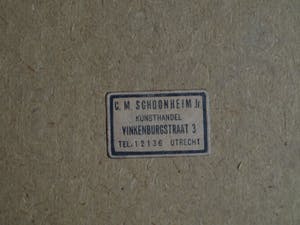 C. M. SCHOONHEIM Jr
KUNSTHANDEL
VINKENBURGSTRAAT 3
TEL. 12136 UTRECHT